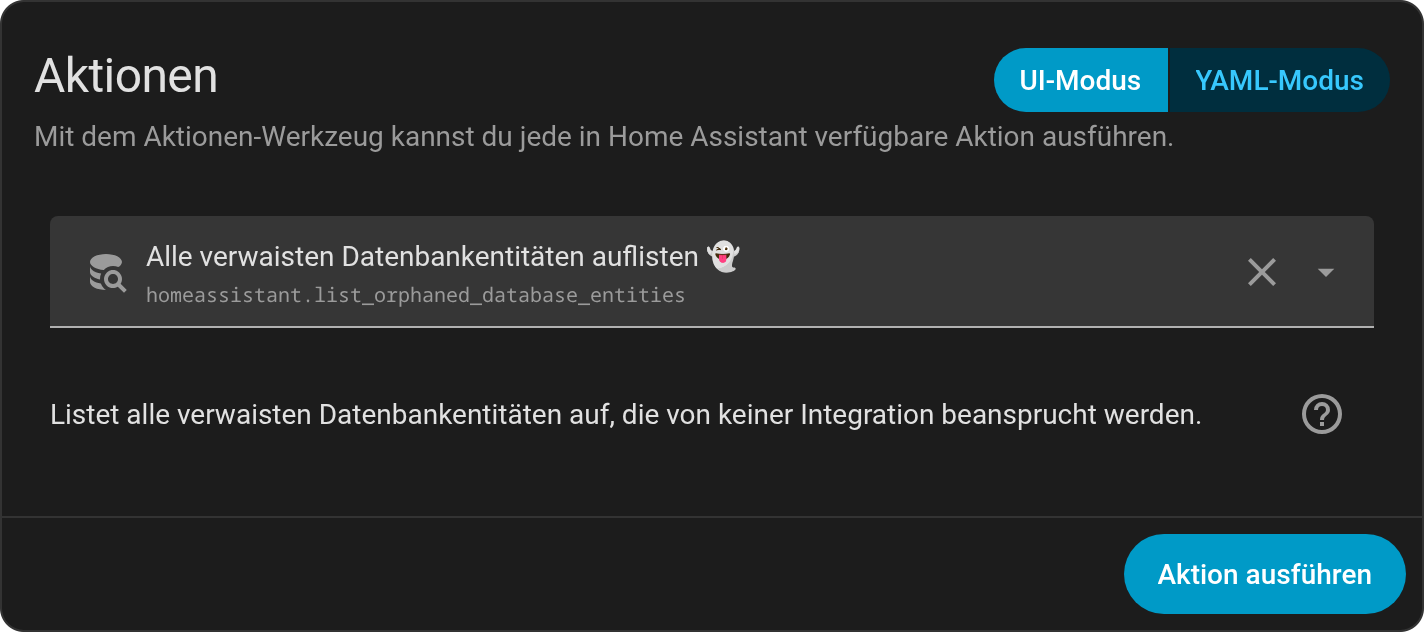 Aktionen
UI-Modus
YAML-Modus
Mit dem Aktionen-Werkzeug kannst du jede in Home Assistant verfügbare Aktion ausführen.
Alle verwaisten Datenbankentitäten auflisten 👻
homeassistant.list_orphaned_database_entities
Listet alle verwaisten Datenbankentitäten auf, die von keiner Integration beansprucht werden.
Aktion ausführen